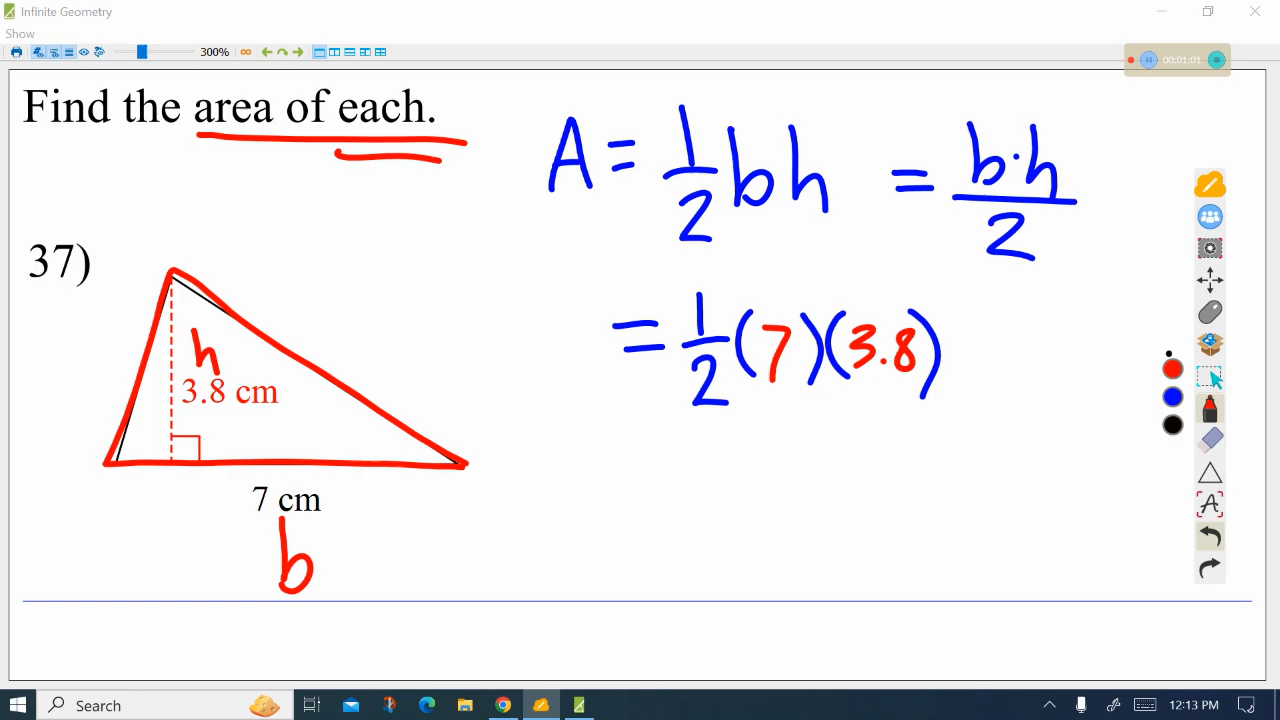 Infinite Geometry
Show
300%
00:01:01
Find the area of each.
A = 1/2 bh = b·h/2
37)
= 1/2 (7)(3.8)
h
3.8 cm
7 cm
b
Search
12:13 PM